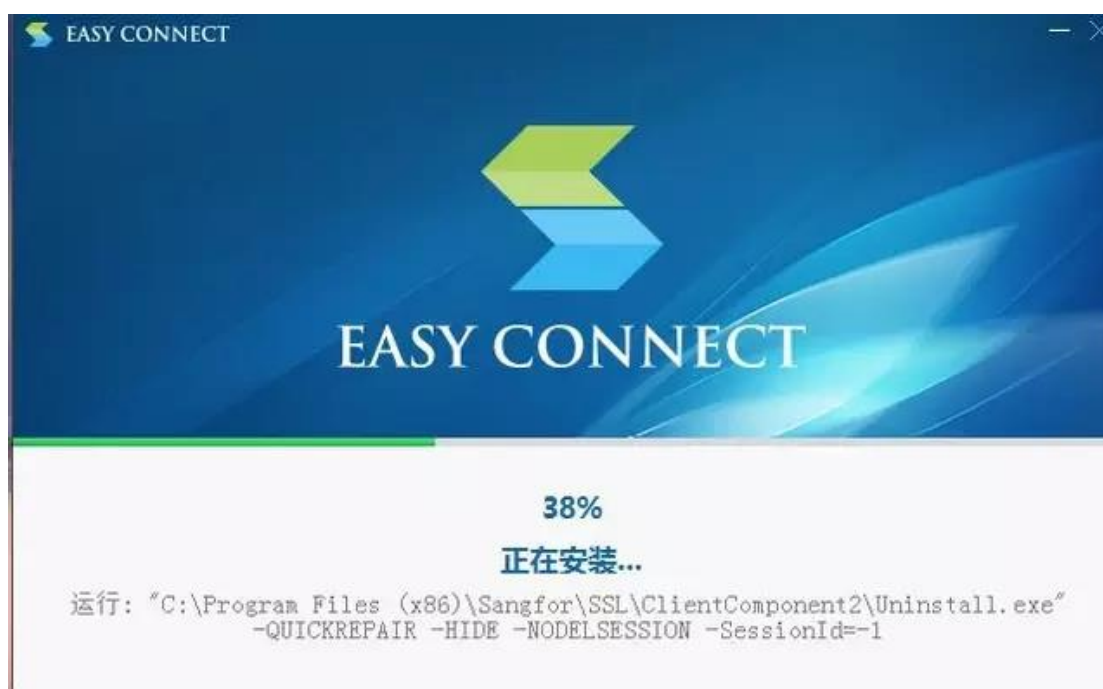 EASY CONNECT
EASY CONNECT
38%
正在安装...
运行: "C:\Program Files (x86)\Sangfor\SSL\ClientComponent2\Uninstall.exe"
-QUICKREPAIR -HIDE -NODELSESSION -SessionId=-1